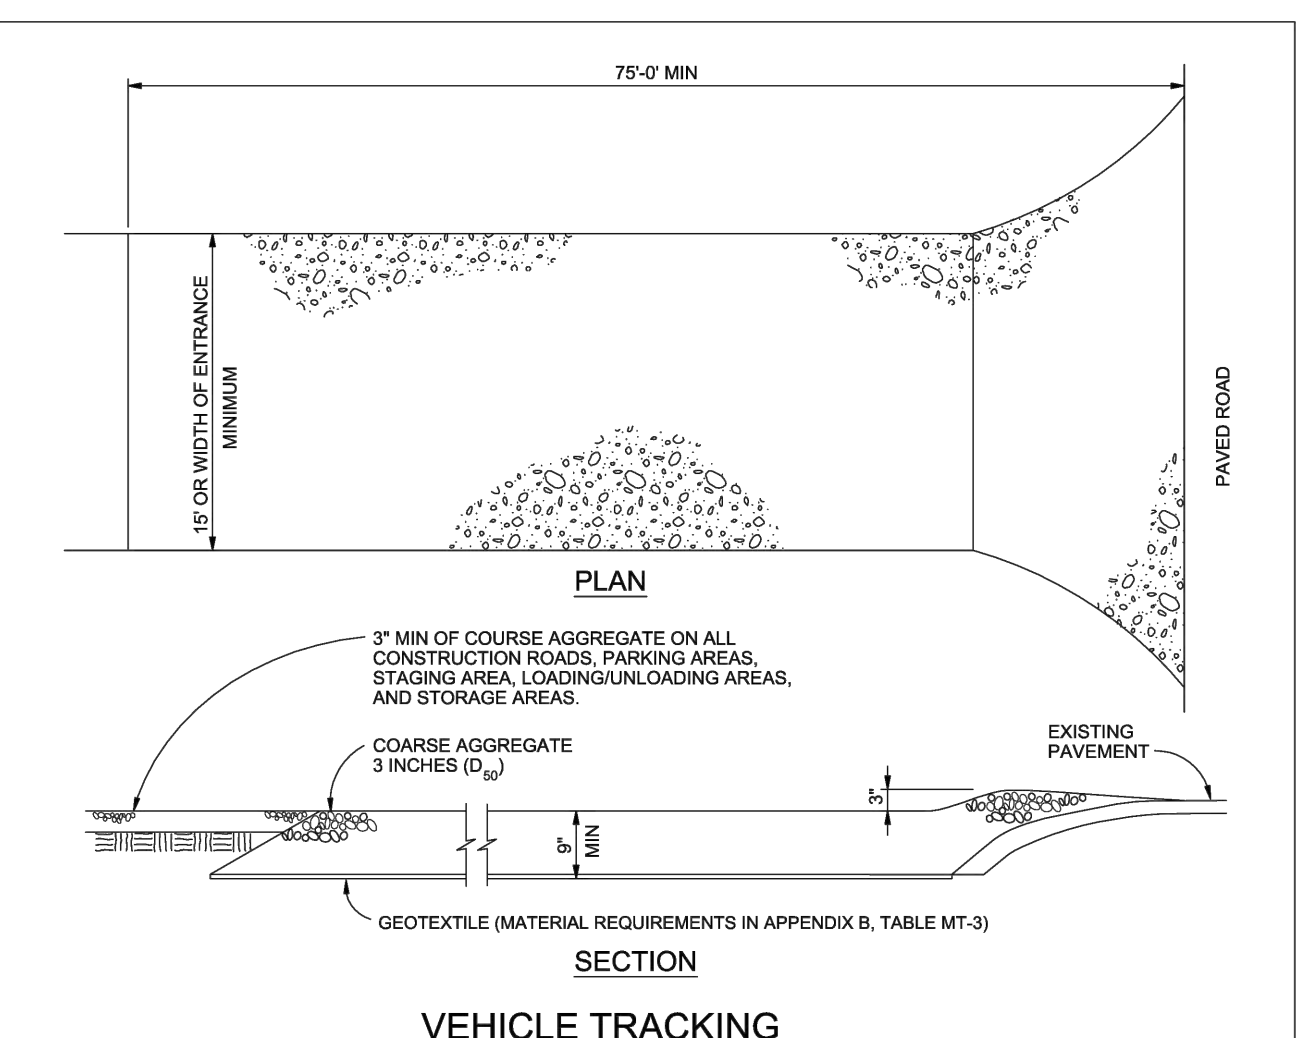 75'-0' MIN
15' OR WIDTH OF ENTRANCE
MINIMUM
PAVED ROAD
PLAN
3" MIN OF COURSE AGGREGATE ON ALL
CONSTRUCTION ROADS, PARKING AREAS,
STAGING AREA, LOADING/UNLOADING AREAS,
AND STORAGE AREAS.
COARSE AGGREGATE
3 INCHES (D50)
EXISTING
PAVEMENT
3"
9"
MIN
GEOTEXTILE (MATERIAL REQUIREMENTS IN APPENDIX B, TABLE MT-3)
SECTION
VEHICLE TRACKING